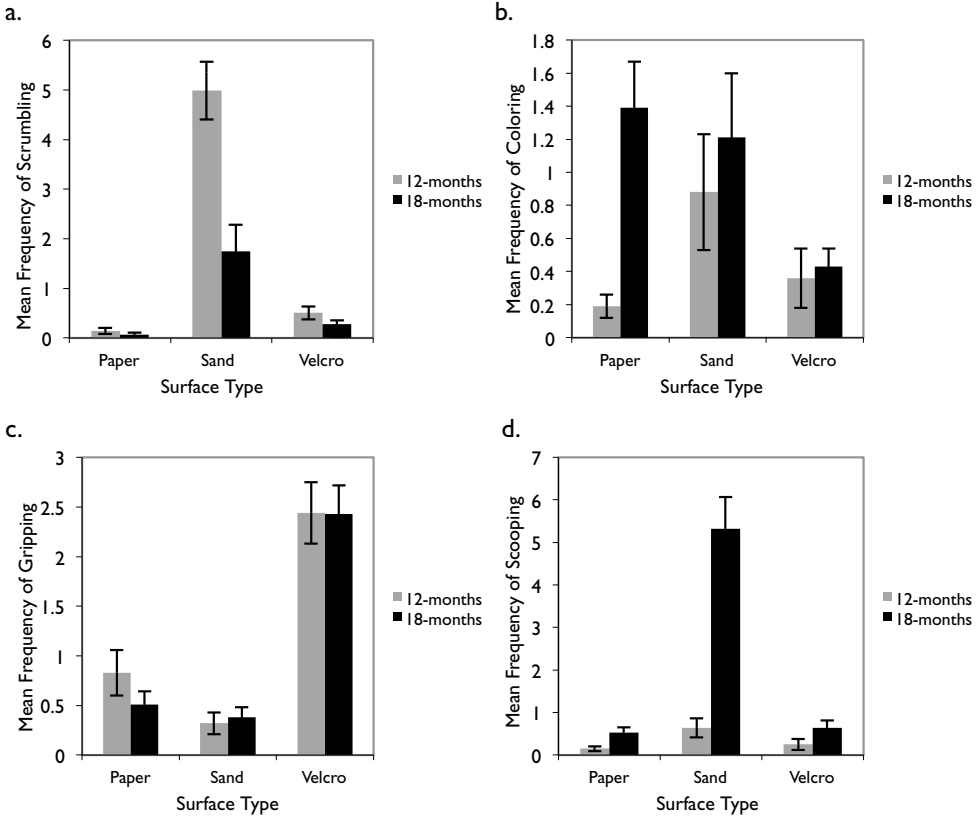 a.
Mean Frequency of Scrumbling
6
5
4
3
2
1
0
Paper Sand Velcro
Surface Type
12-months
18-months
b.
Mean Frequency of Coloring
1.8
1.6
1.4
1.2
1
0.8
0.6
0.4
0.2
0
Paper Sand Velcro
Surface Type
12-months
18-months
c.
Mean Frequency of Gripping
3
2.5
2
1.5
1
0.5
0
Paper Sand Velcro
Surface Type
12-months
18-months
d.
Mean Frequency of Scooping
7
6
5
4
3
2
1
0
Paper Sand Velcro
Surface Type
12-months
18-months